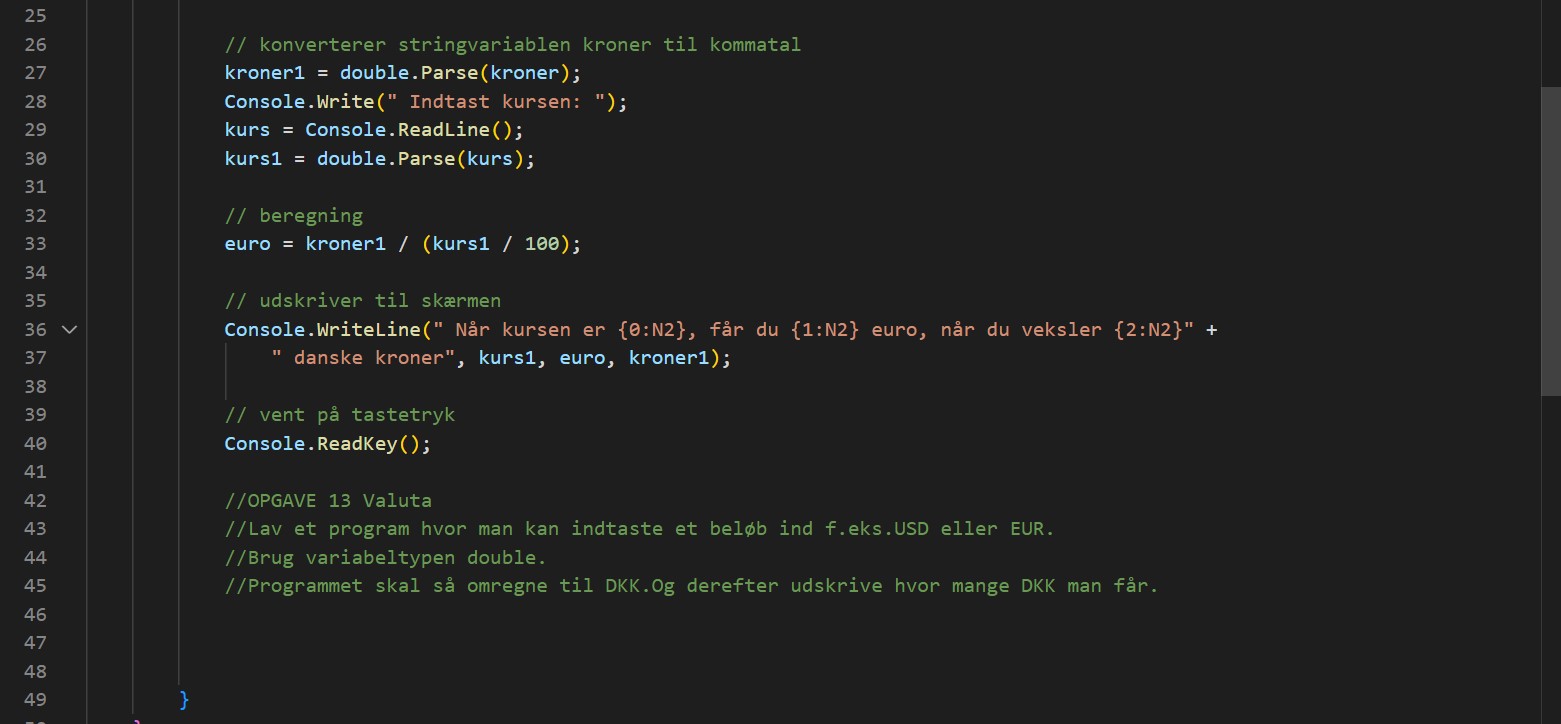 25
26 // konverterer stringvariablen kroner til kommatal
27 kroner1 = double.Parse(kroner);
28 Console.Write(" Indtast kursen: ");
29 kurs = Console.ReadLine();
30 kurs1 = double.Parse(kurs);
31
32 // beregning
33 euro = kroner1 / (kurs1 / 100);
34
35 // udskriver til skærmen
36 Console.WriteLine(" Når kursen er {0:N2}, får du {1:N2} euro, når du veksler {2:N2}" +
37 " danske kroner", kurs1, euro, kroner1);
38
39 // vent på tastetryk
40 Console.ReadKey();
41
42 //OPGAVE 13 Valuta
43 //Lav et program hvor man kan indtaste et beløb ind f.eks.USD eller EUR.
44 //Brug variabeltypen double.
45 //Programmet skal så omregne til DKK.Og derefter udskrive hvor mange DKK man får.
46
47
48
49 }